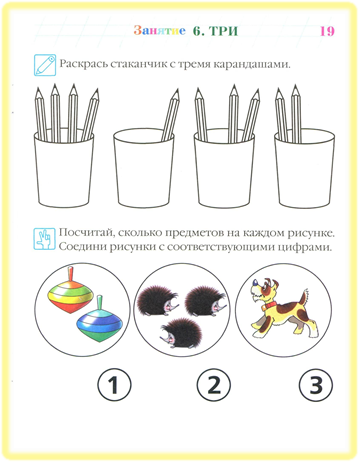 Занятие 6. ТРИ 19
Раскрась стаканчик с тремя карандашами.
Посчитай, сколько предметов на каждом рисунке.
Соедини рисунки с соответствующими цифрами.
1 2 3